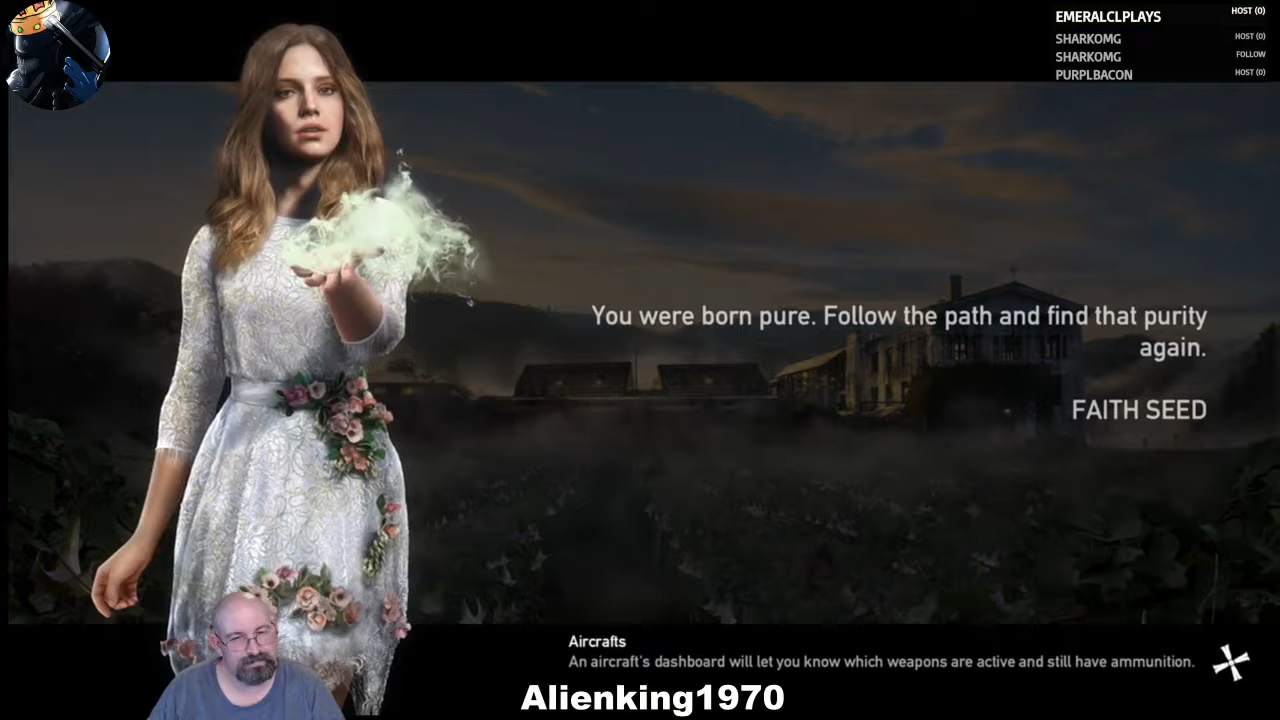 EMERALCLPLAYS HOST (0)
SHARKOMG HOST (0)
SHARKOMG FOLLOW
PURPLBACON HOST (0)
You were born pure. Follow the path and find that purity
again.
FAITH SEED
Aircrafts
An aircraft's dashboard will let you know which weapons are active and still have ammunition.
Alienking1970